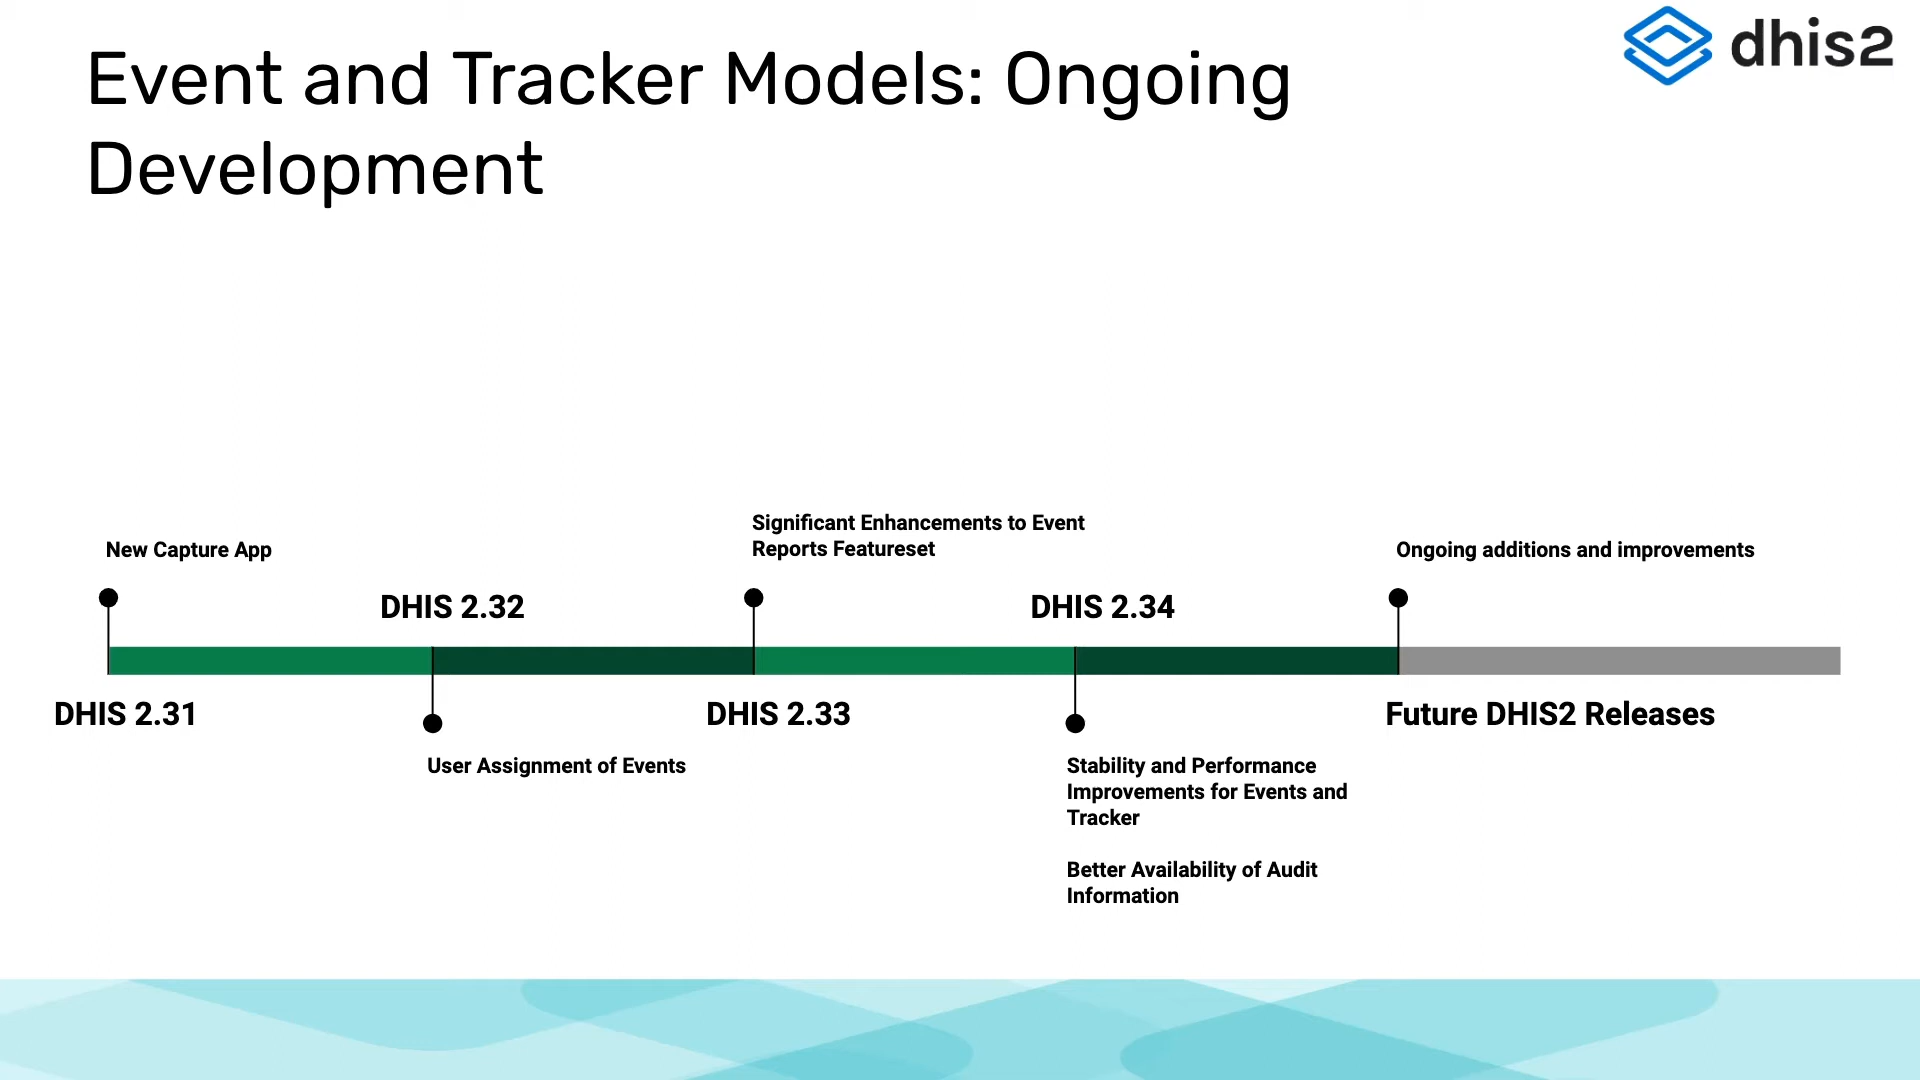 dhis2
Event and Tracker Models: Ongoing
Development
Significant Enhancements to Event
Reports Featureset
New Capture App
Ongoing additions and improvements
DHIS 2.32
DHIS 2.34
DHIS 2.31
DHIS 2.33
Future DHIS2 Releases
User Assignment of Events
Stability and Performance
Improvements for Events and
Tracker
Better Availability of Audit
Information